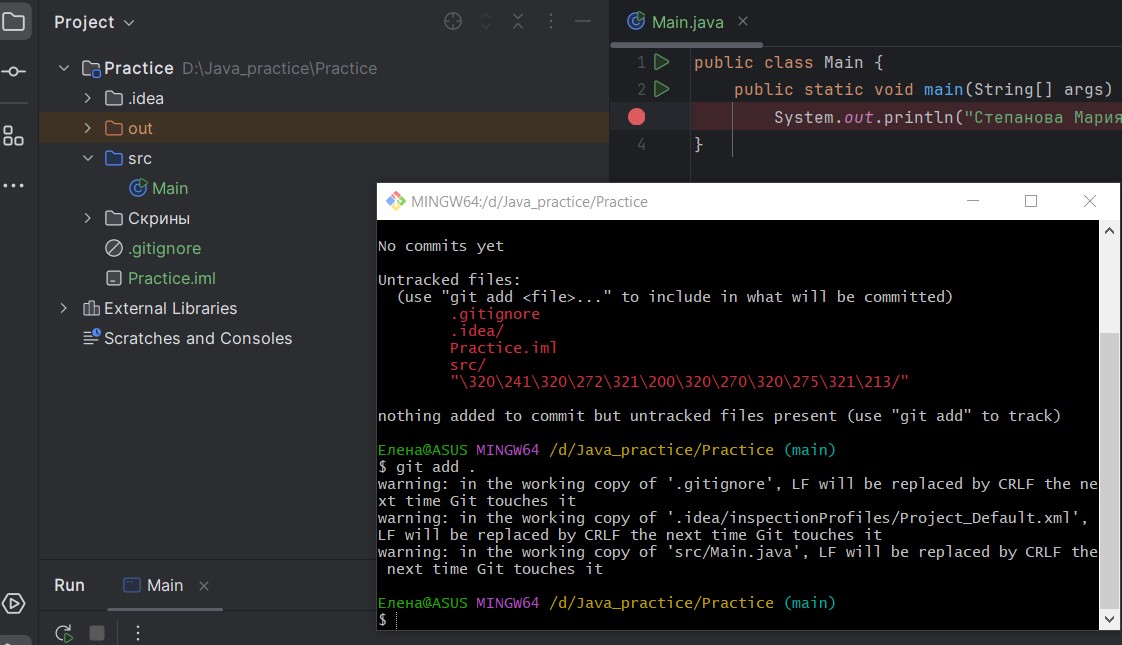 Project
Practice D:\Java_practice\Practice
.idea
out
src
Main
Скрины
.gitignore
Practice.iml
External Libraries
Scratches and Consoles
Main.java
1 public class Main {
2 public static void main(String[] args)
System.out.println("Степанова Мария
4 }
MINGW64:/d/Java_practice/Practice
No commits yet
Untracked files:
(use "git add <file>..." to include in what will be committed)
.gitignore
.idea/
Practice.iml
src/
"\320\241\320\272\321\200\320\270\320\275\321\213/"
nothing added to commit but untracked files present (use "git add" to track)
Елена@ASUS MINGW64 /d/Java_practice/Practice (main)
$ git add .
warning: in the working copy of '.gitignore', LF will be replaced by CRLF the ne
xt time Git touches it
warning: in the working copy of '.idea/inspectionProfiles/Project_Default.xml',
LF will be replaced by CRLF the next time Git touches it
warning: in the working copy of 'src/Main.java', LF will be replaced by CRLF the
next time Git touches it
Елена@ASUS MINGW64 /d/Java_practice/Practice (main)
$
Run Main